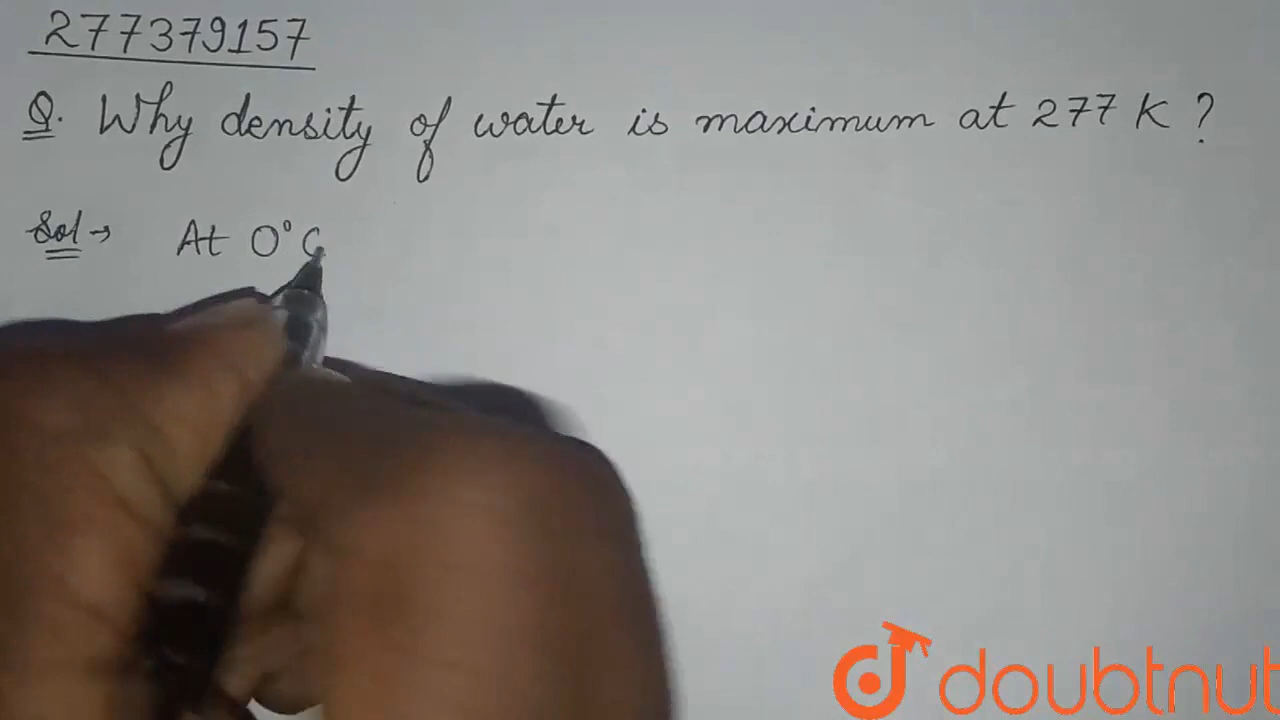 277379157
Q. Why density of water is maximum at 277 K ?
Sol → At 0°C
doubtnut